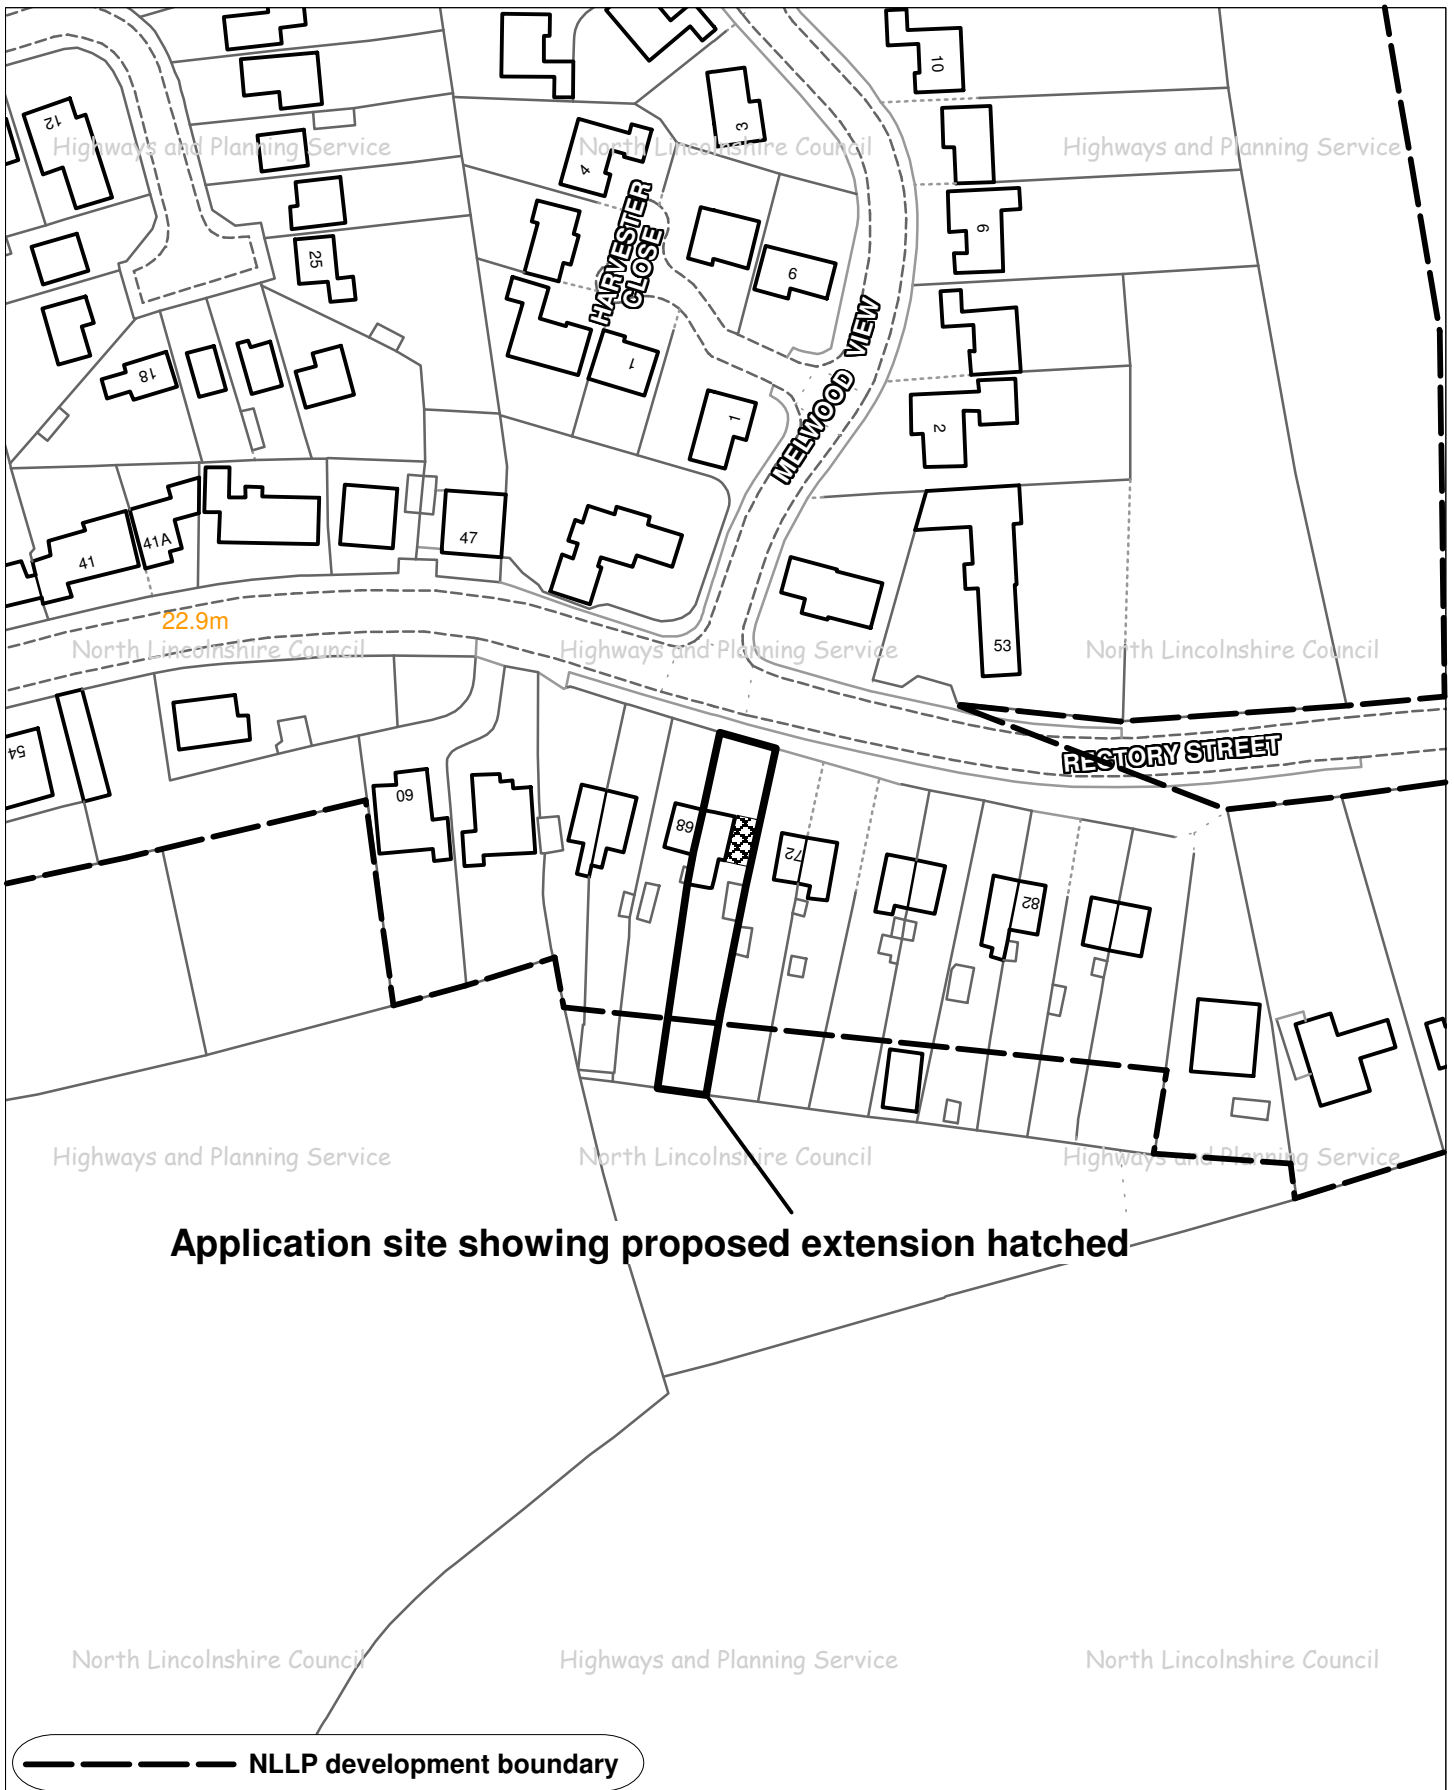 10
12
Highways and Planning Service
3
North Lincolnshire Council
Highways and Planning Service
4
HARVESTER
CLOSE
6
25
9
MELWOOD VIEW
1
18
1
2
47
41A
41
22.9m
North Lincolnshire Council
Highways and Planning Service
53
North Lincolnshire Council
54
RECTORY STREET
60
68
72
82
Highways and Planning Service
North Lincolnshire Council
Highways and Planning Service
Application site showing proposed extension hatched
North Lincolnshire Council
Highways and Planning Service
North Lincolnshire Council
NLLP development boundary